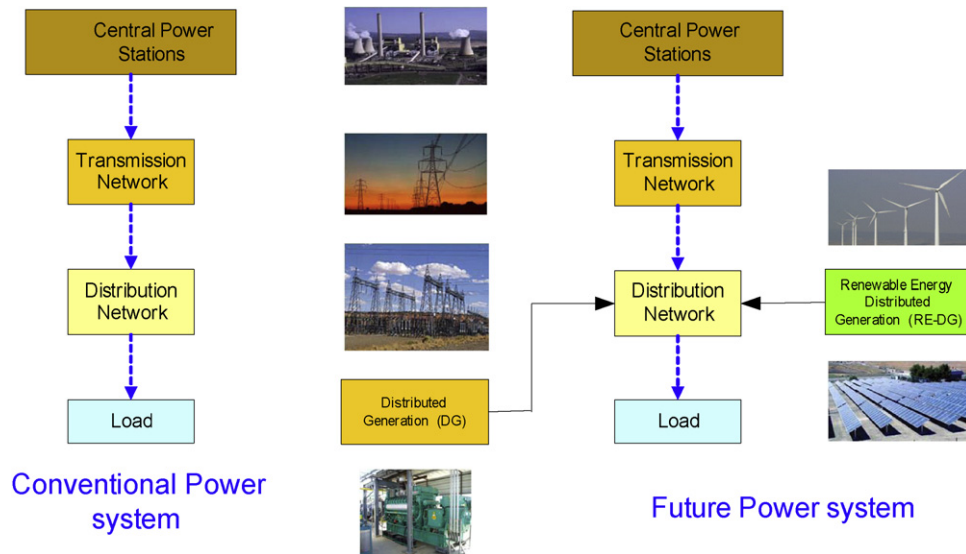 Central Power
Stations
Transmission
Network
Distribution
Network
Load
Conventional Power
system
Distributed
Generation (DG)
Central Power
Stations
Transmission
Network
Distribution
Network
Load
Renewable Energy
Distributed
Generation (RE-DG)
Future Power system